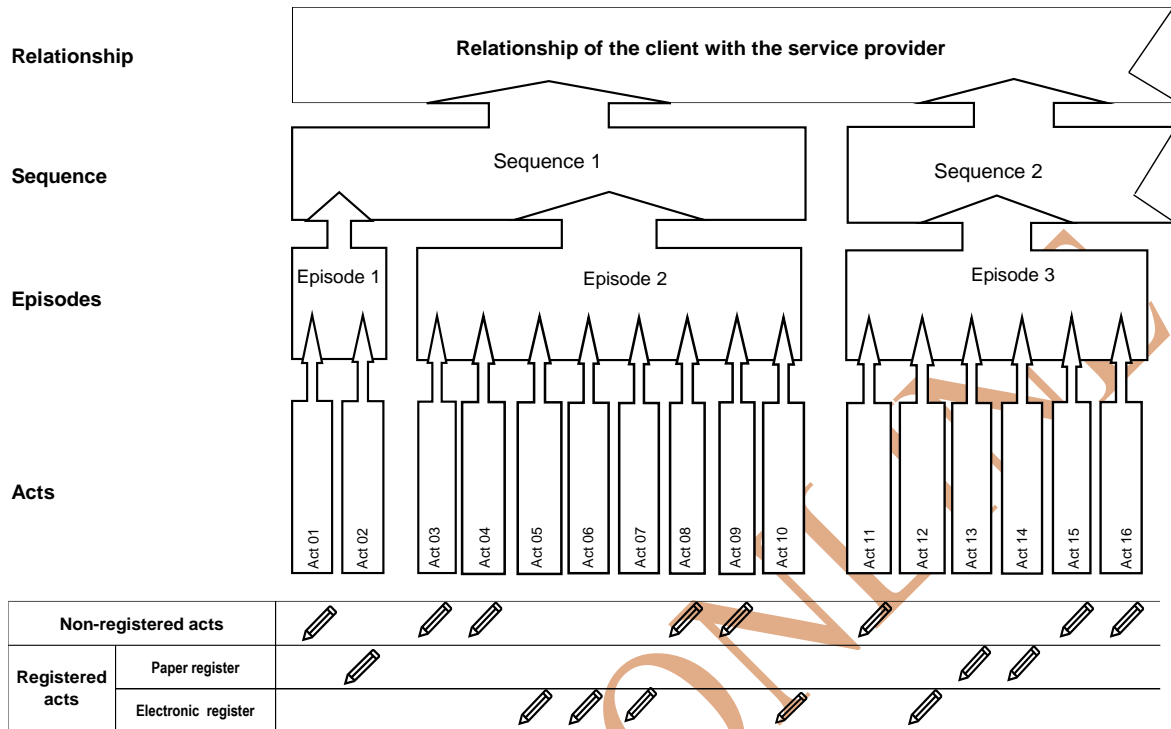 Relationship
Relationship of the client with the service provider
Sequence
Sequence 1
Sequence 2
Episodes
Episode 1
Episode 2
Episode 3
Acts
Act 01
Act 02
Act 03
Act 04
Act 05
Act 06
Act 07
Act 08
Act 09
Act 10
Act 11
Act 12
Act 13
Act 14
Act 15
Act 16
Non-registered acts
Registered
acts
Paper register
Electronic register